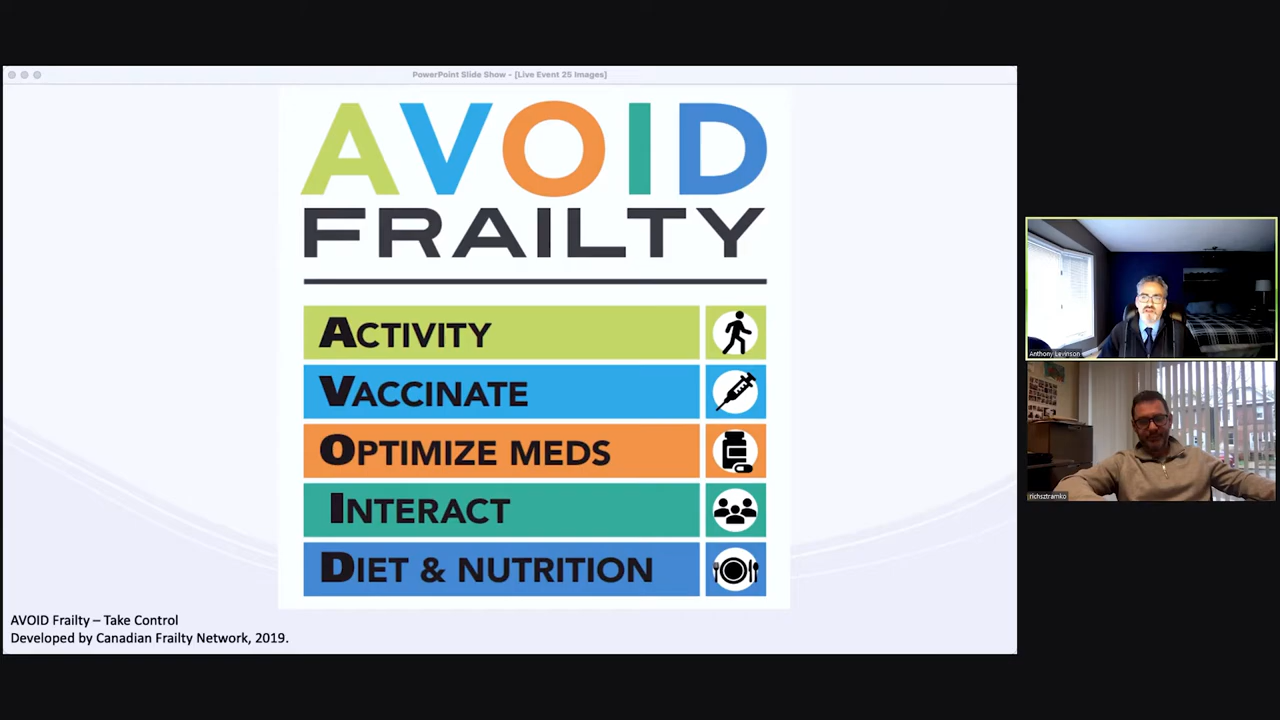 PowerPoint Slide Show - [Live Event 25 Images]
AVOID
FRAILTY
ACTIVITY
VACCINATE
OPTIMIZE MEDS
INTERACT
DIET & NUTRITION
AVOID Frailty – Take Control
Developed by Canadian Frailty Network, 2019.
Anthony Levinson
richsztramko